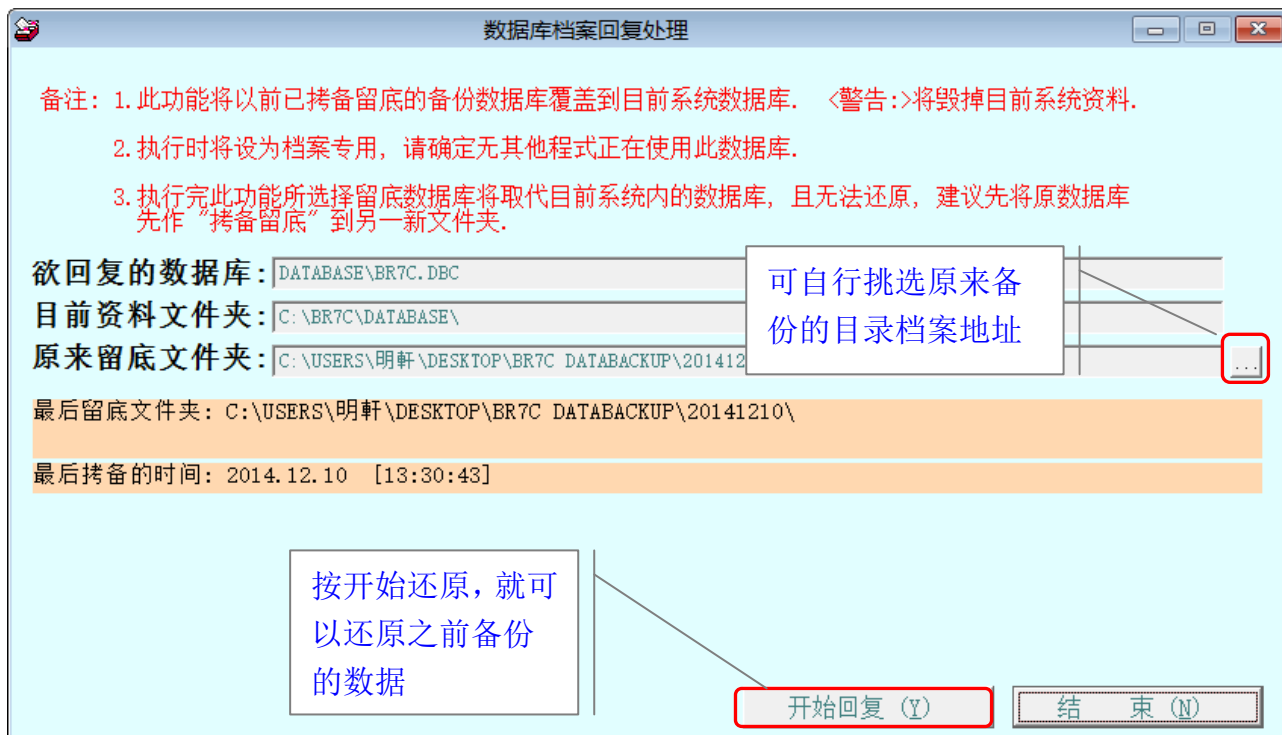 数据库档案回复处理
备注: 1.此功能将以前已拷备留底的备份数据库覆盖到目前系统数据库. <警告:>将毁掉目前系统资料.
2.执行时将设为档案专用, 请确定无其他程式正在使用此数据库.
3.执行完此功能所选择留底数据库将取代目前系统内的数据库, 且无法还原, 建议先将原数据库
先作 "拷备留底" 到另一新文件夹.
欲回复的数据库: DATABASE\BR7C.DBC
目前资料文件夹: C:\BR7C\DATABASE\
原来留底文件夹: C:\USERS\明軒\DESKTOP\BR7C DATABACKUP\201412
...
可自行挑选原来备
份的目录档案地址
最后留底文件夹: C:\USERS\明軒\DESKTOP\BR7C DATABACKUP\20141210\
最后拷备的时间: 2014.12.10 [13:30:43]
按开始还原，就可
以还原之前备份
的数据
开始回复 (Y)
结 束 (N)